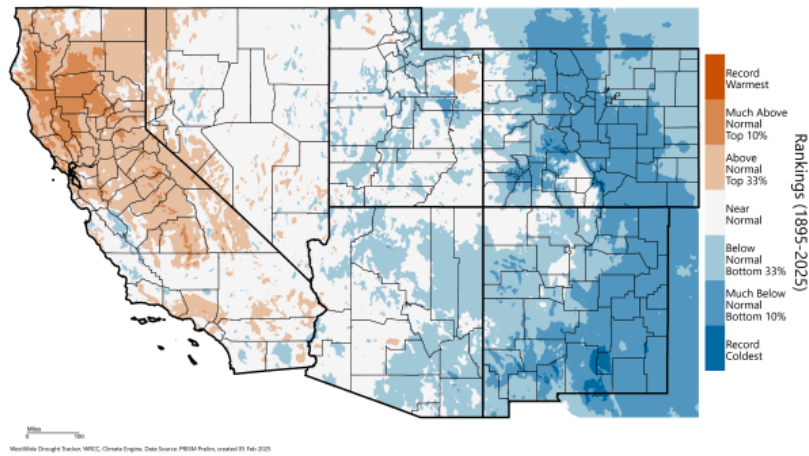 Record
Warmest
Much Above
Normal
Top 10%
Above
Normal
Top 33%
Near
Normal
Below
Normal
Bottom 33%
Much Below
Normal
Bottom 10%
Record
Coldest
Rankings (1895-2025)
Miles
0 100
WestWide Drought Tracker, WRCC, Climate Engine, Data Source: PRISM Prelim, created 05 Feb 2025